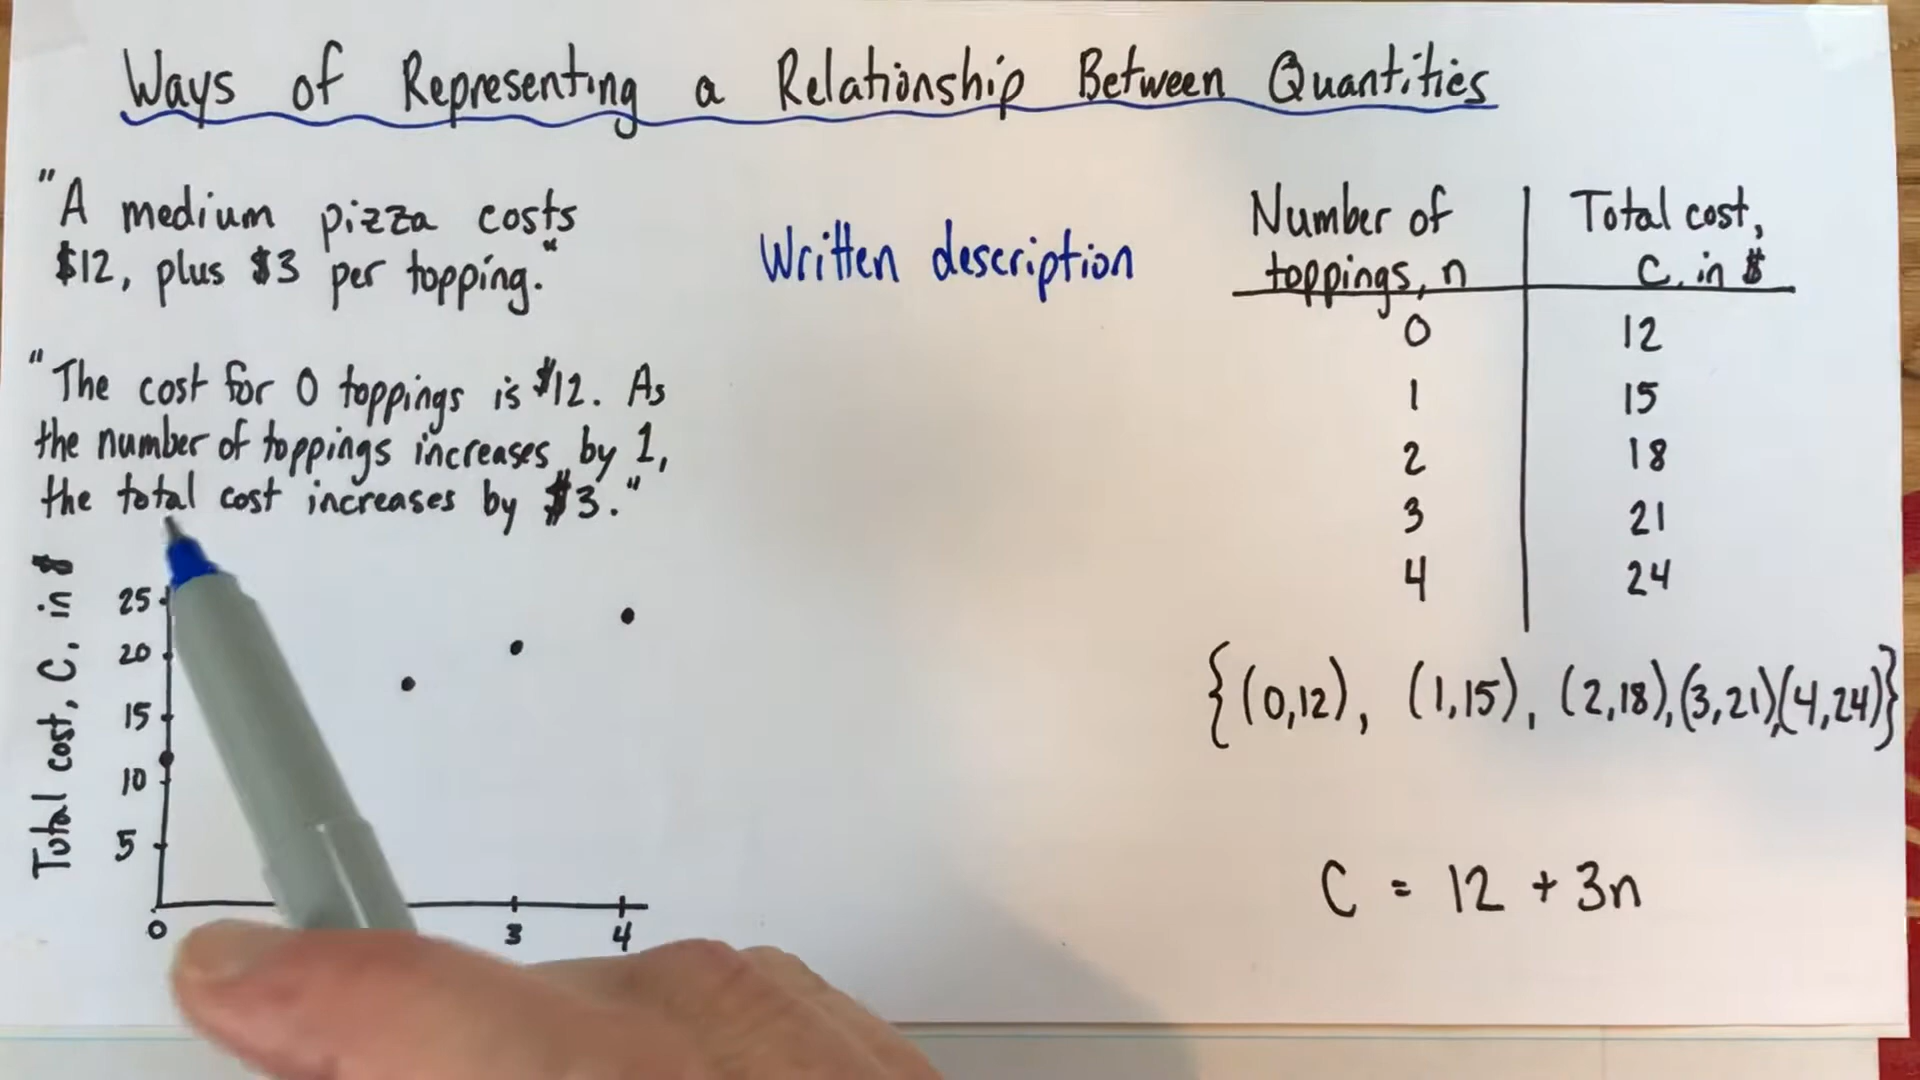 Ways of Representing a Relationship Between Quantities
"A medium pizza costs
$12, plus $3 per topping."
"The cost for 0 toppings is $12. As
the number of toppings increases by 1,
the total cost increases by $3."
Written description
Total cost, C, in $
25
20
15
10
5
0
3
4
Number of toppings, n | Total cost, C, in $
0 | 12
1 | 15
2 | 18
3 | 21
4 | 24
{(0,12), (1,15), (2,18), (3,21), (4,24)}
C = 12 + 3n